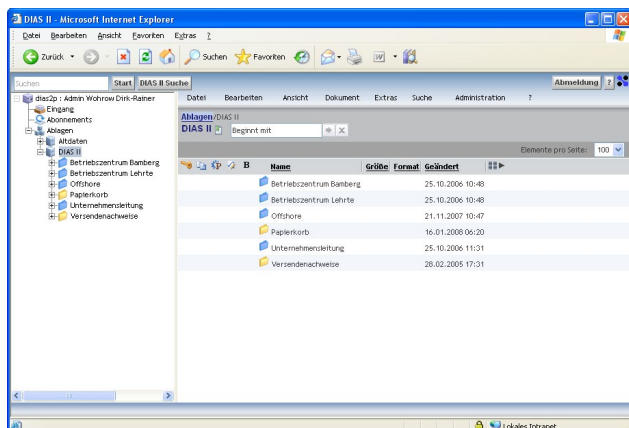 DIAS II - Microsoft Internet Explorer
Datei Bearbeiten Ansicht Favoriten Extras ?
Zurück Suchen Favoriten
Suchen Start DIAS II Suche Abmeldung ?
dias2p : Admin Wohrow Dirk-Rainer
Eingang
Abonnements
Ablagen
Altdaten
DIAS II
Betriebszentrum Bamberg
Betriebszentrum Lehrte
Offshore
Papierkorb
Unternehmensleitung
Versendenachweise
Datei Bearbeiten Ansicht Dokument Extras Suche Administration ?
Ablagen/DIAS II
DIAS II Beginnt mit
Elemente pro Seite: 100
B Name Größe Format Geändert
Betriebszentrum Bamberg 25.10.2006 10:48
Betriebszentrum Lehrte 25.10.2006 10:48
Offshore 21.11.2007 10:47
Papierkorb 16.01.2008 06:20
Unternehmensleitung 25.10.2006 11:31
Versendenachweise 28.02.2005 17:31
Lokales Intranet